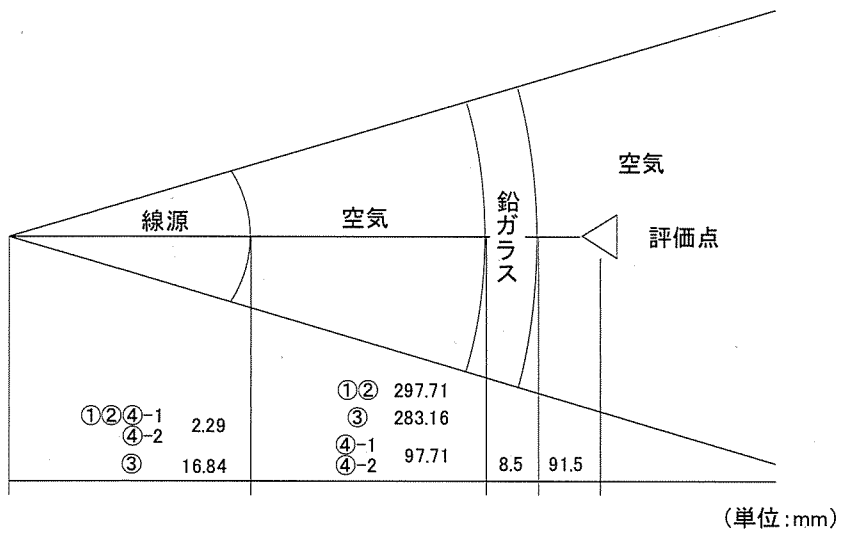 空気
線源
空気
鉛ガラス
評価点
①② 297.71
③ 283.16
④-1
④-2
97.71
①②④-1
④-2
2.29
③ 16.84
8.5
91.5
（単位:mm）